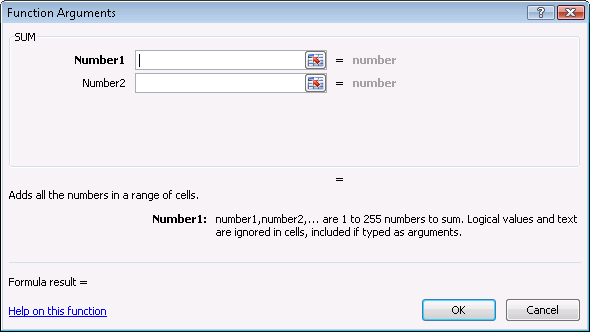 Function Arguments
SUM
Number1 = number
Number2 = number
=
Adds all the numbers in a range of cells.
Number1: number1,number2,... are 1 to 255 numbers to sum. Logical values and text
are ignored in cells, included if typed as arguments.
Formula result =
Help on this function
OK Cancel